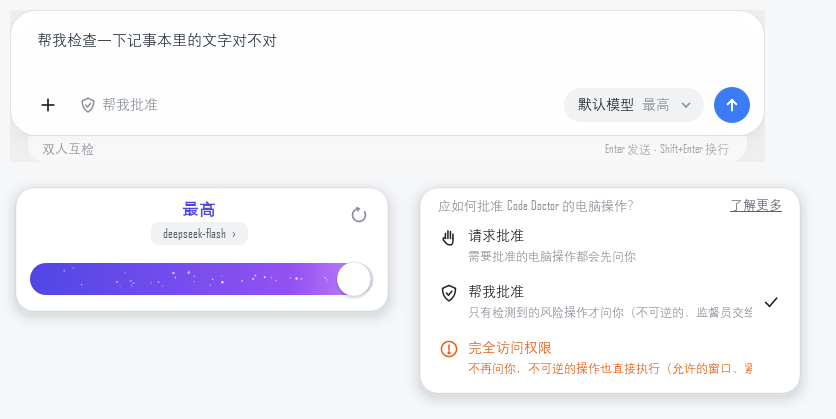 帮我检查一下记事本里的文字对不对
帮我批准
默认模型 最高
双人互检
Enter 发送 · Shift+Enter 换行
最高
deepseek-flash ›
应如何批准 Code Doctor 的电脑操作?
了解更多
请求批准
需要批准的电脑操作都会先问你
帮我批准
只有检测到的风险操作才问你（不可逆的、监督员交
完全访问权限
不再问你，不可逆的操作也直接执行（允许的窗口、